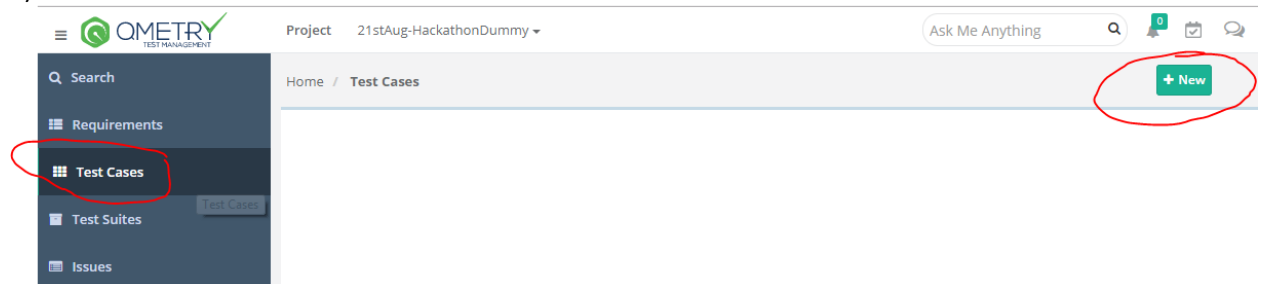 QMETRY
TEST MANAGEMENT
Project 21stAug-HackathonDummy
Ask Me Anything
0
Search
Home / Test Cases
+ New
Requirements
Test Cases
Test Cases
Test Suites
Issues